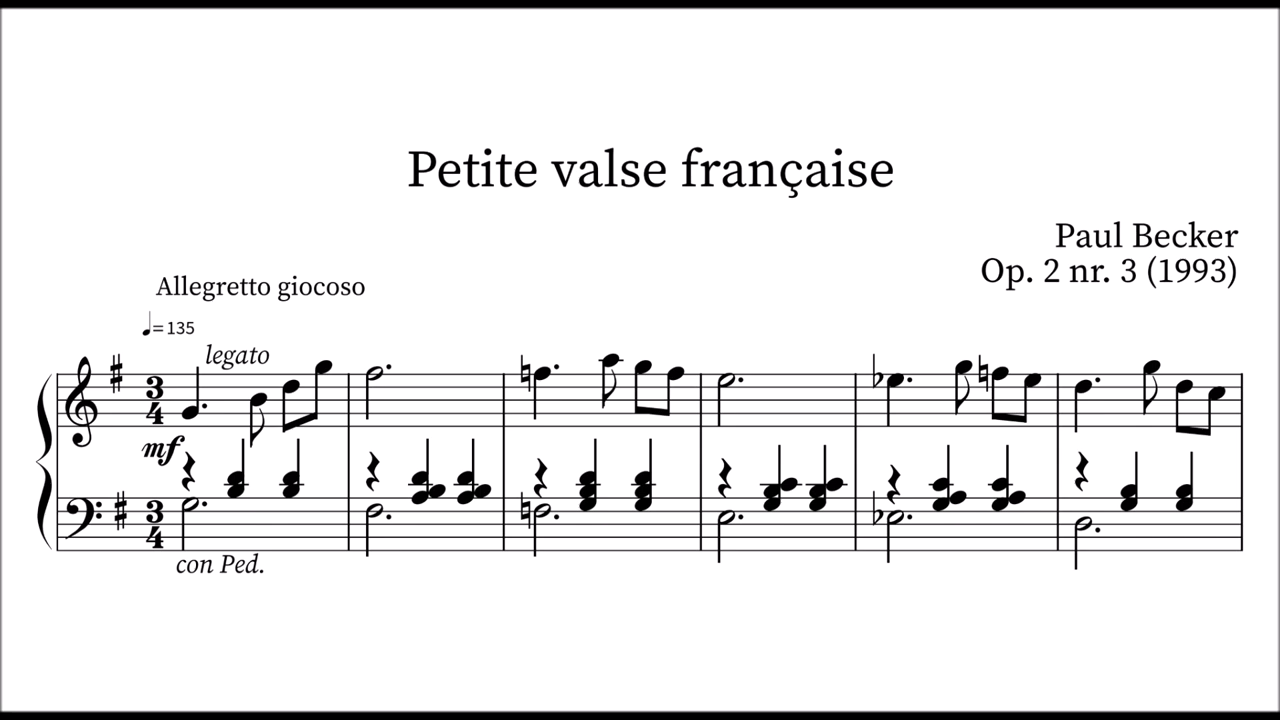 Petite valse française
Paul Becker
Op. 2 nr. 3 (1993)
Allegretto giocoso
♩=135
legato
3
4
mf
3
4
con Ped.